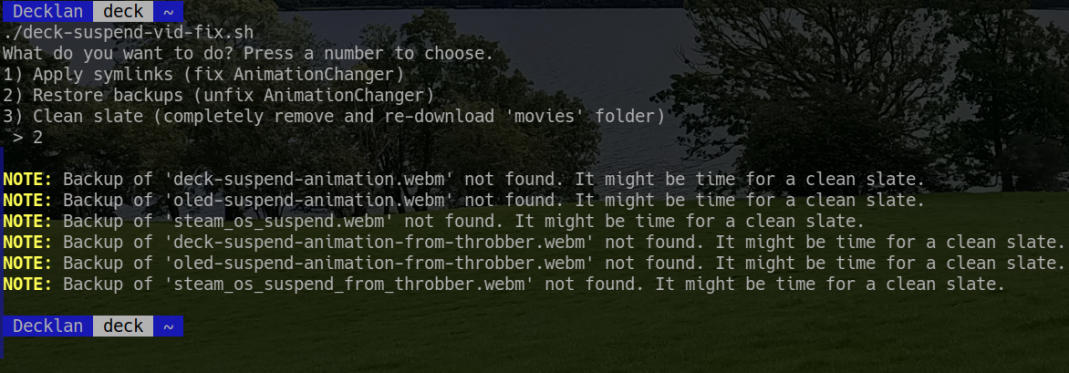 Decklan deck ~
./deck-suspend-vid-fix.sh
What do you want to do? Press a number to choose.
1) Apply symlinks (fix AnimationChanger)
2) Restore backups (unfix AnimationChanger)
3) Clean slate (completely remove and re-download 'movies' folder)
> 2
NOTE: Backup of 'deck-suspend-animation.webm' not found. It might be time for a clean slate.
NOTE: Backup of 'oled-suspend-animation.webm' not found. It might be time for a clean slate.
NOTE: Backup of 'steam_os_suspend.webm' not found. It might be time for a clean slate.
NOTE: Backup of 'deck-suspend-animation-from-throbber.webm' not found. It might be time for a clean slate.
NOTE: Backup of 'oled-suspend-animation-from-throbber.webm' not found. It might be time for a clean slate.
NOTE: Backup of 'steam_os_suspend_from_throbber.webm' not found. It might be time for a clean slate.
Decklan deck ~